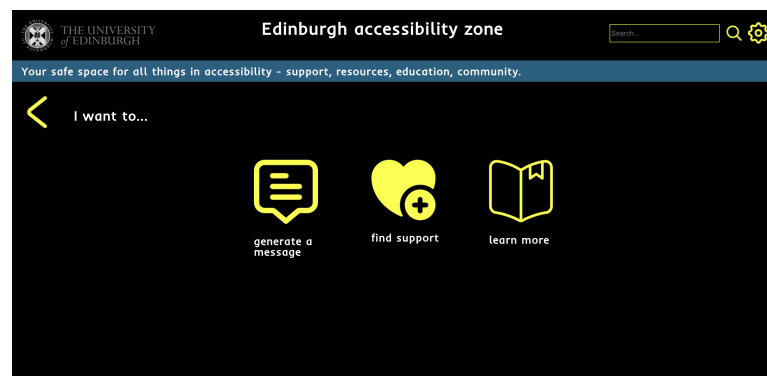 THE UNIVERSITY
of EDINBURGH
Edinburgh accessibility zone
Search...
Your safe space for all things in accessibility - support, resources, education, community.
I want to...
generate a
message
find support
learn more